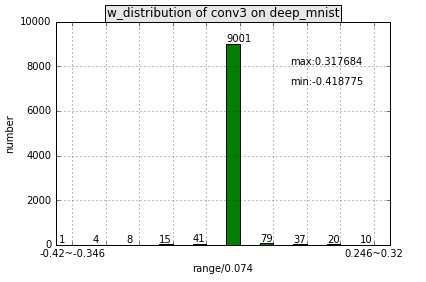 w_distribution of conv3 on deep_mnist
10000
8000
6000
4000
2000
0
number
max:0.317684
min:-0.418775
1 4 8 15 41 9001 79 37 20 10
-0.42~-0.346 0.246~0.32
range/0.074